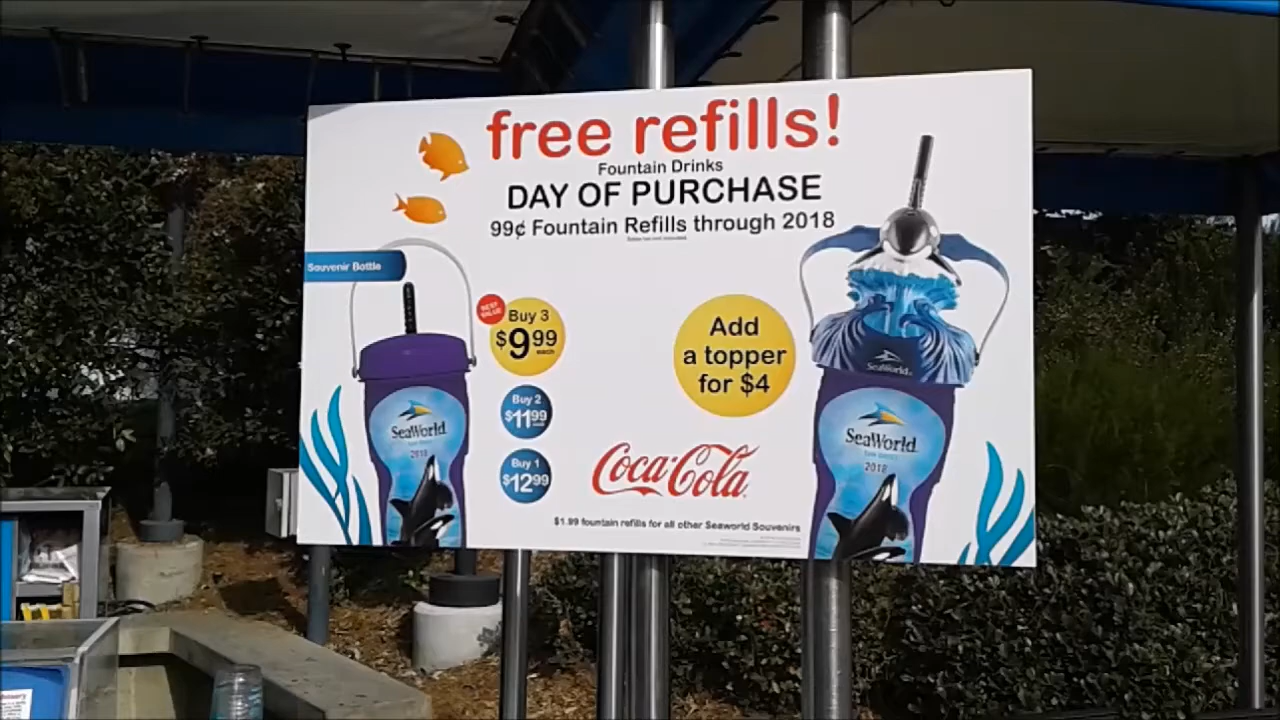 free refills!
Fountain Drinks
DAY OF PURCHASE
99¢ Fountain Refills through 2018
Souvenir Bottle
BEST VALUE
Buy 3
$9.99
each
Buy 2
$11.99
Buy 1
$12.99
Add
a topper
for $4
SeaWorld
2018
SeaWorld
SeaWorld
2018
Coca-Cola
$1.99 fountain refills for all other Seaworld Souvenirs